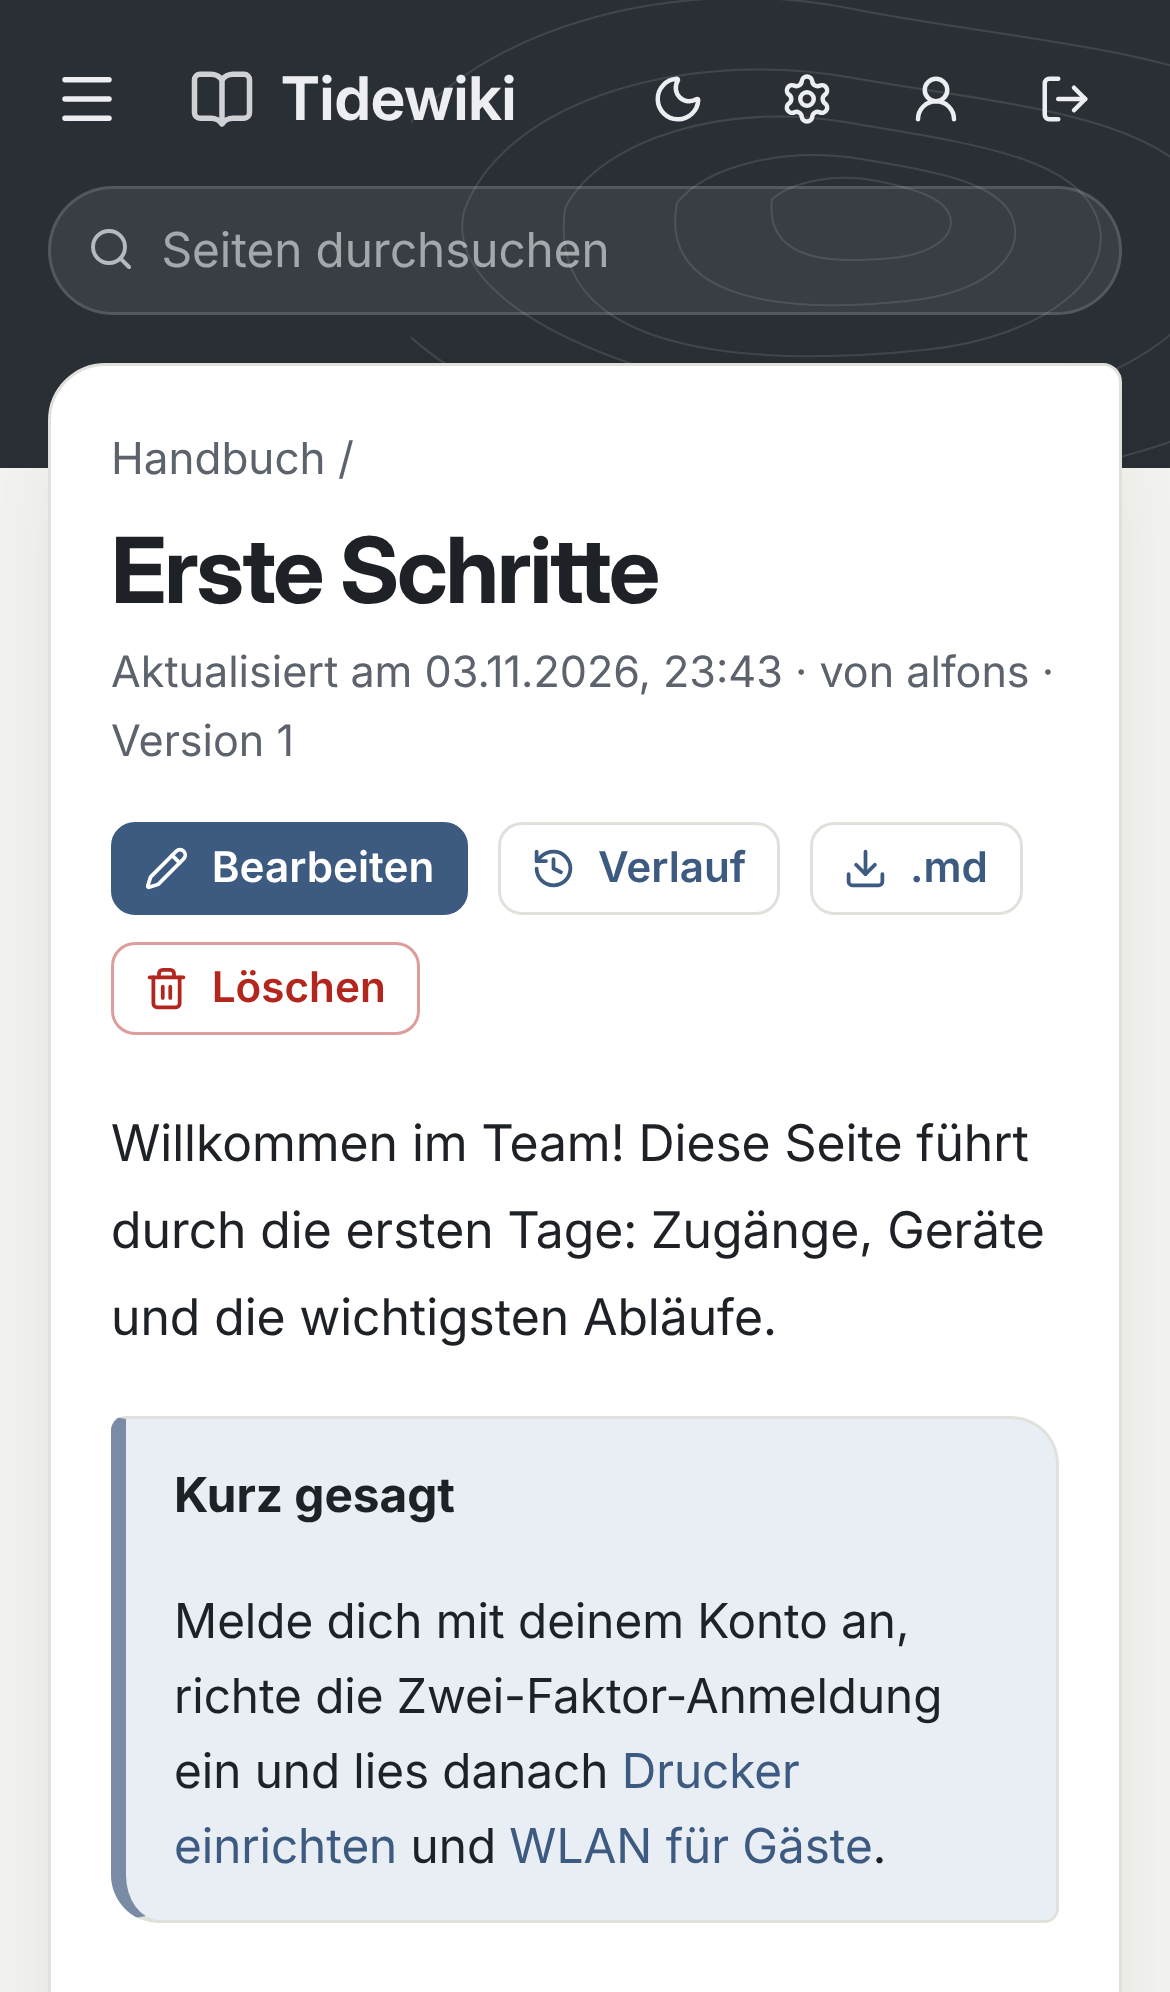 Tidewiki
Seiten durchsuchen
Handbuch /
Erste Schritte
Aktualisiert am 03.11.2026, 23:43 · von alfons ·
Version 1
Bearbeiten
Verlauf
.md
Löschen
Willkommen im Team! Diese Seite führt
durch die ersten Tage: Zugänge, Geräte
und die wichtigsten Abläufe.
Kurz gesagt
Melde dich mit deinem Konto an,
richte die Zwei-Faktor-Anmeldung
ein und lies danach Drucker
einrichten und WLAN für Gäste.